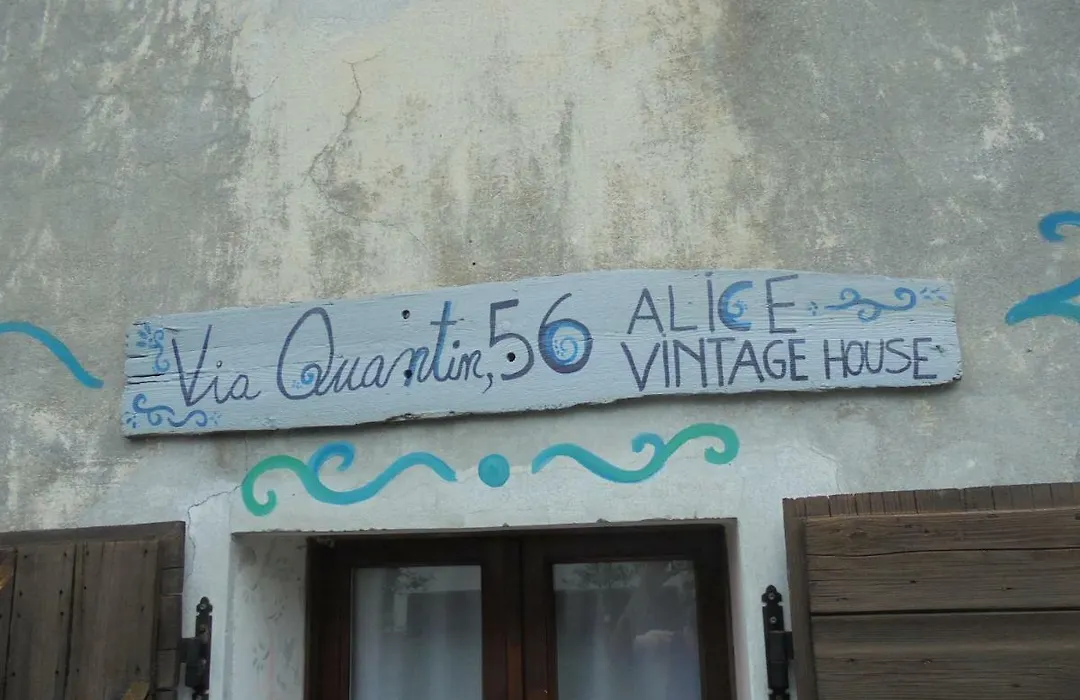 Via Quantin, 56
ALiCE
VINTAGE HOUSE